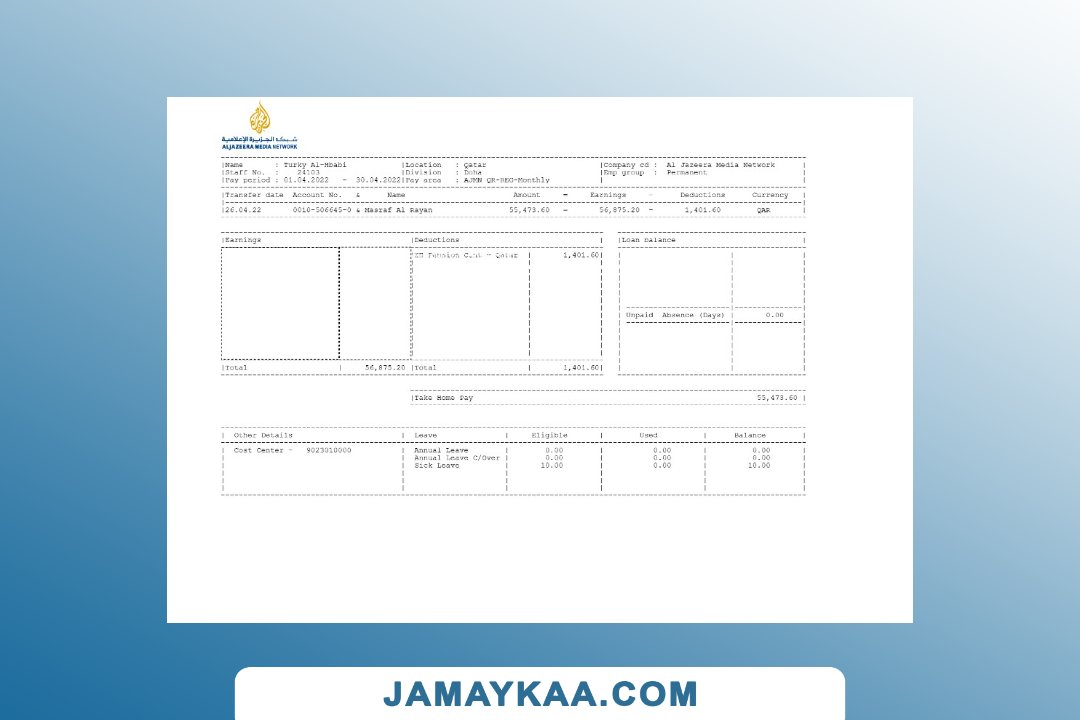 شبكة الجزيرة الإعلامية
ALJAZEERA MEDIA NETWORK
|Name : Turky Al-Hbabi |Location : Qatar |Company cd : Al Jazeera Media Network |
|Staff No. : 24103 |Division : Doha |Emp group : Permanent
|Pay period : 01.04.2022 - 30.04.2022|Pay area : AJMN QR-REG-Monthly |
|Transfer date Account No. & Name Amount = Earnings - Deductions Currency |
|26.04.22 0010-506645-0 & Masraf Al Rayan 55,473.60 = 56,875.20 - 1,401.60 QAR |
|Earnings |Deductions | |Loan balance |
EE Pension Cont - Qatar | 1,401.60|
Unpaid Absence (Days) | 0.00
|Total | 56,875.20 |Total | 1,401.60|
|Take Home Pay 55,473.60 |
| Other Details | Leave | Eligible | Used | Balance |
| Cost Center - 9023010000 | Annual Leave | 0.00 | 0.00 | 0.00 |
| Annual Leave C/Over | 0.00 | 0.00 | 0.00 |
| Sick Leave | 10.00 | 0.00 | 10.00 |
JAMAYKAA.COM